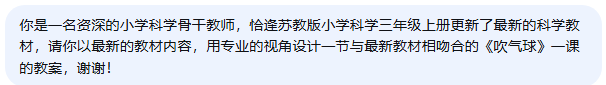 你是一名资深的小学科学骨干教师，恰逢苏教版小学科学三年级上册更新了最新的科学教
材，请你以最新的教材内容，用专业的视角设计一节与最新教材相吻合的《吹气球》一课
的教案，谢谢！